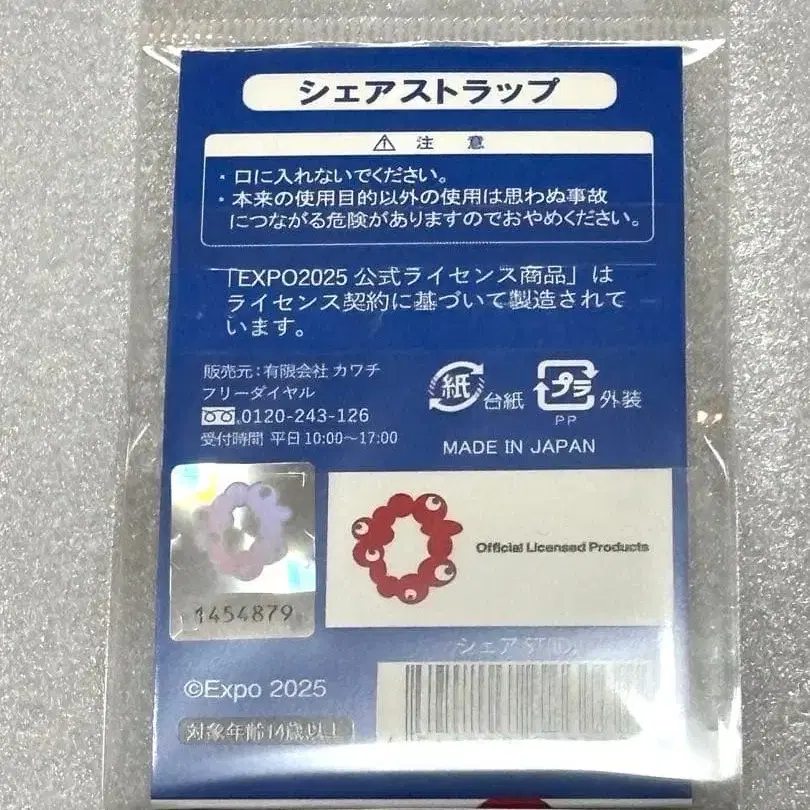 シェアストラップ
⚠ 注 意
・口に入れないでください。
・本来の使用目的以外の使用は思わぬ事故
につながる危険がありますのでおやめください。
「EXPO2025 公式ライセンス商品」は
ライセンス契約に基づいて製造されて
います。
販売元:有限会社 カワチ
フリーダイヤル
0120-243-126
受付時間 平日 10:00～17:00
紙 台紙
プラ 外装
PP
MADE IN JAPAN
1454879
Official Licensed Products
シェア
©Expo 2025
対象年齢14歳以上